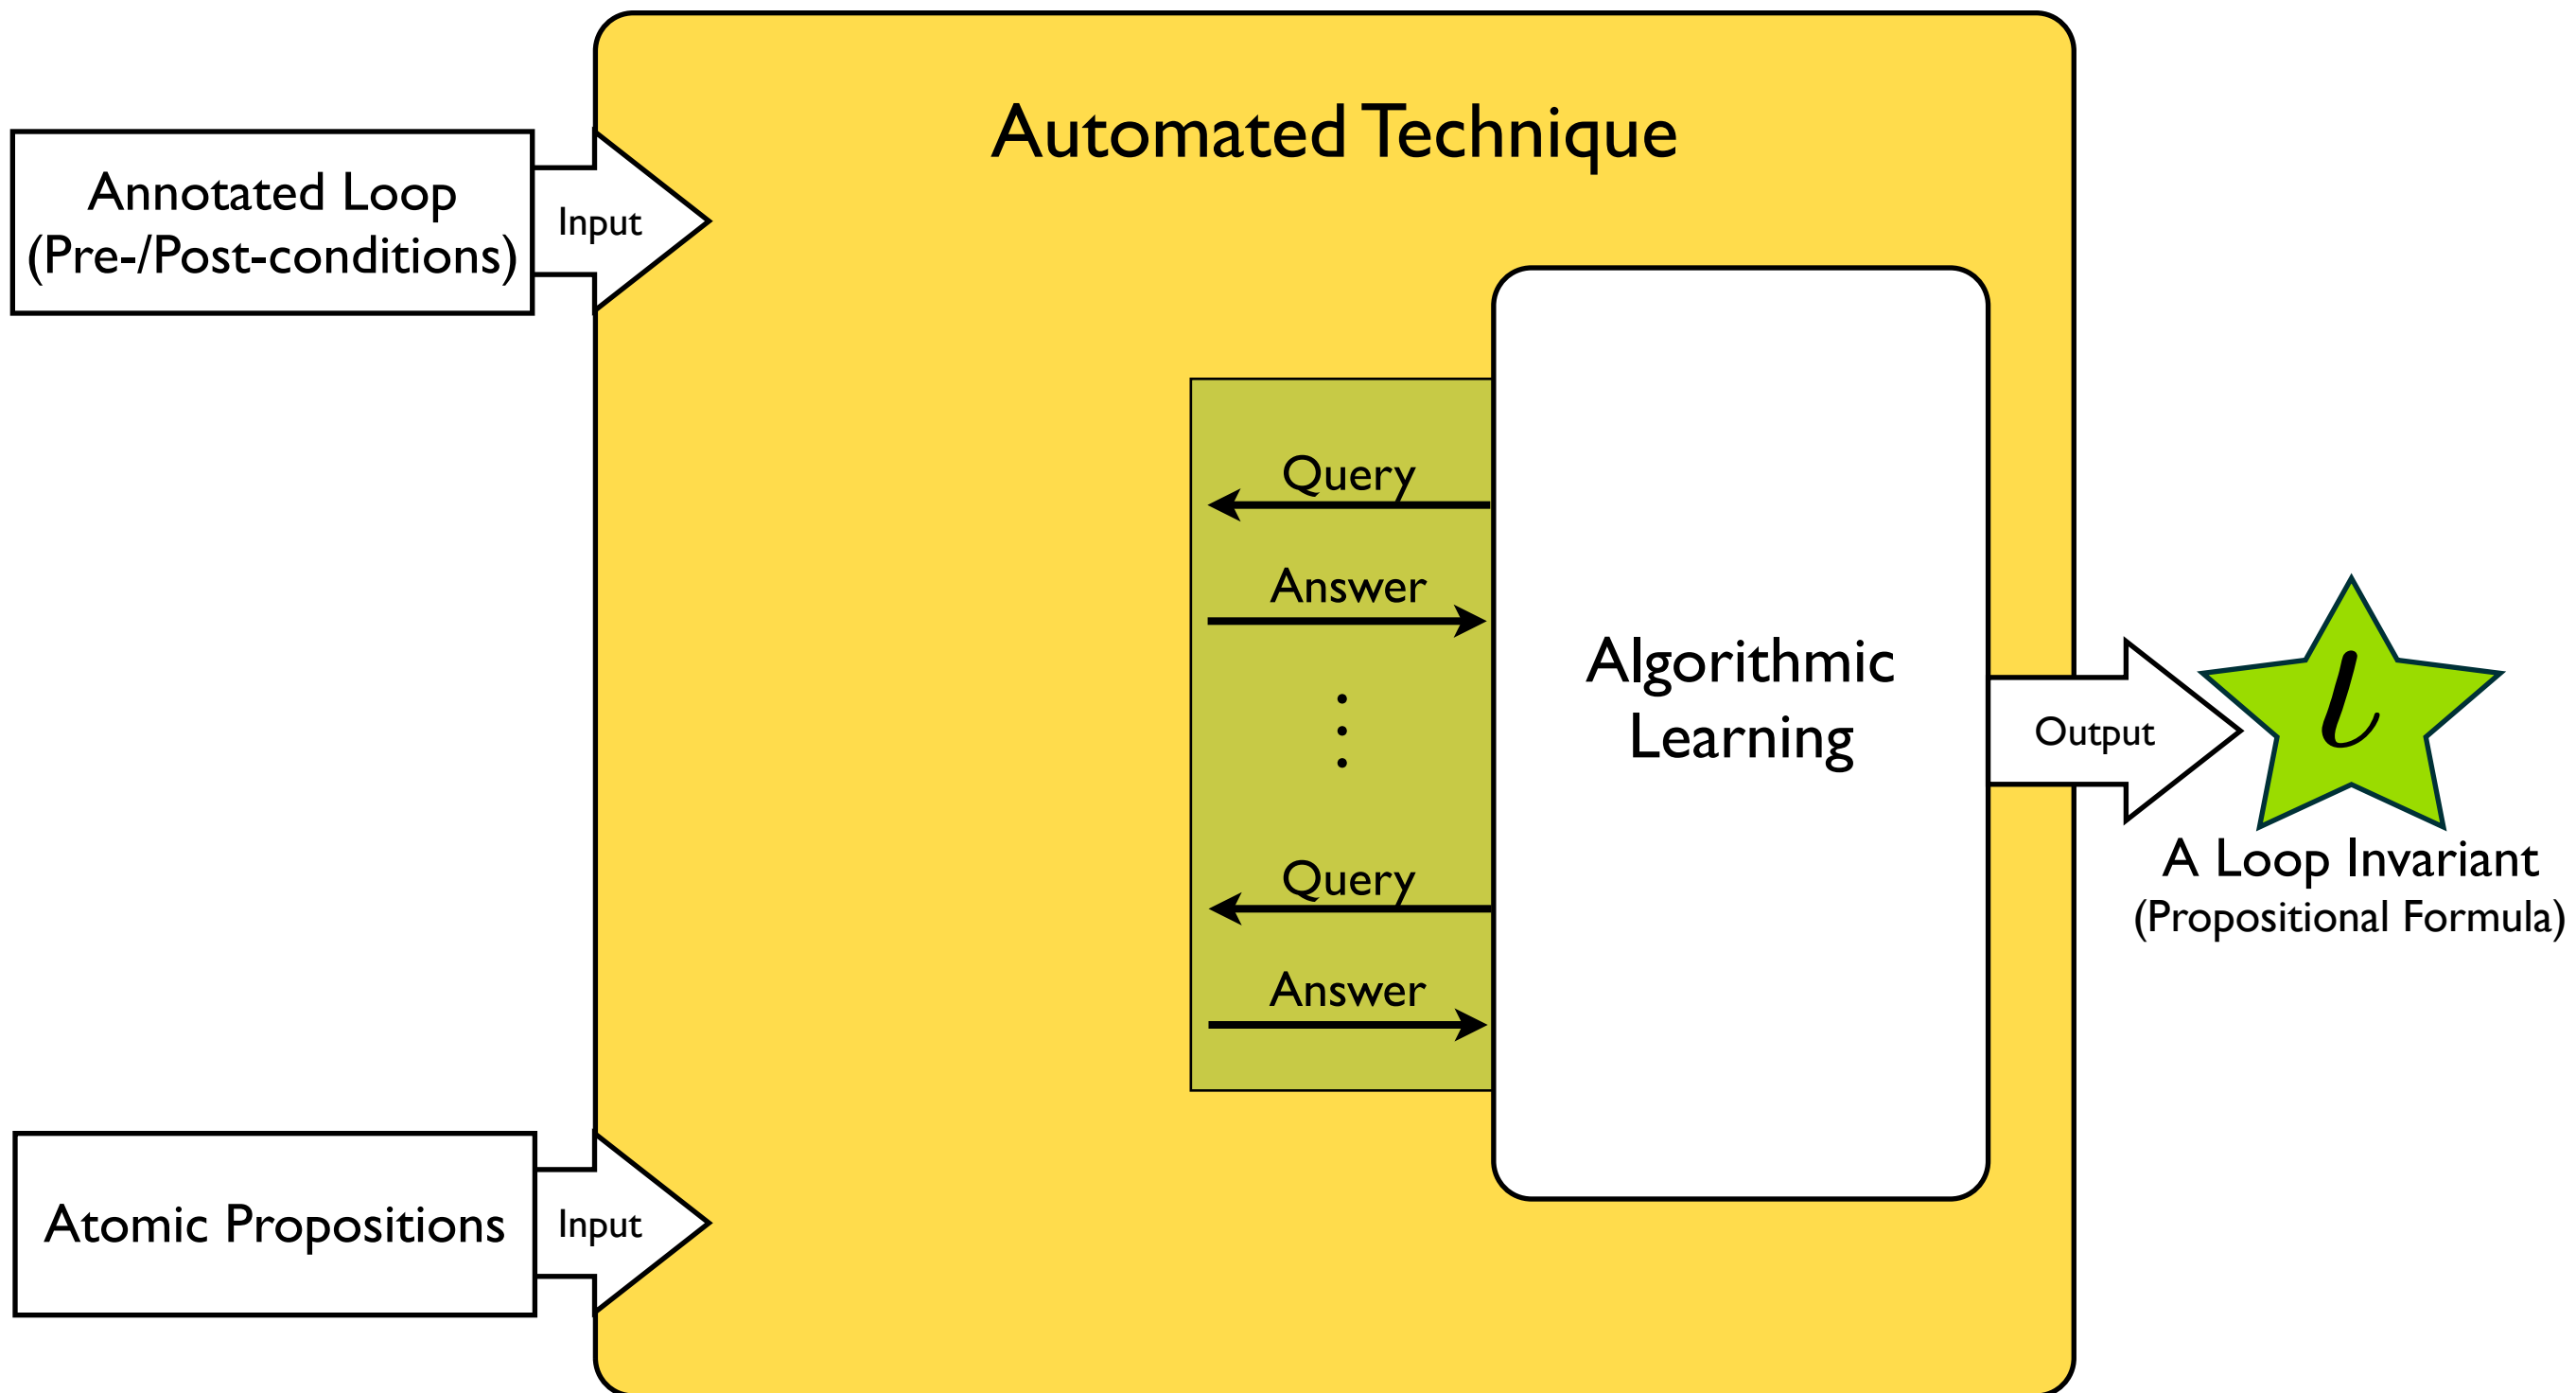 Automated Technique
Annotated Loop
(Pre-/Post-conditions)
Input
Query
Answer
Algorithmic
Learning
Query
Answer
Output
ι
A Loop Invariant
(Propositional Formula)
Atomic Propositions
Input